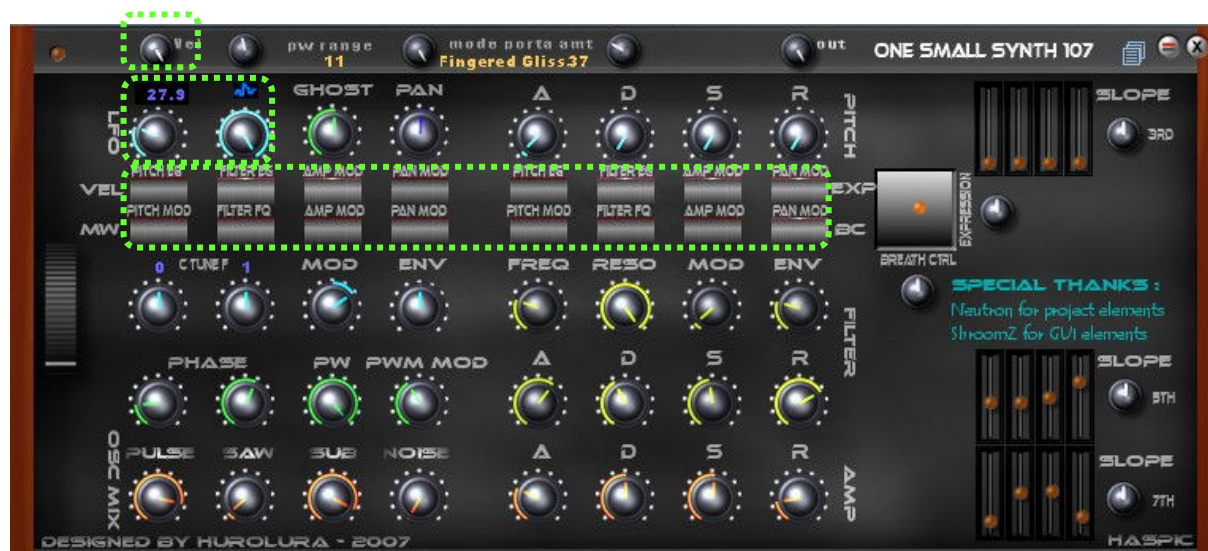 Vel pw range mode porta amt out ONE SMALL SYNTH 107
11 Fingered Gliss37
27.9 GHOST PAN A D S R PITCH SLOPE
LFO 3RD
VEL PITCH EG FILTER EG AMP MOD PAN MOD PITCH EG FILTER EG AMP MOD PAN MOD EXP
MW PITCH MOD FILTER FQ AMP MOD PAN MOD PITCH MOD FILTER FQ AMP MOD PAN MOD BC
EXPRESSION
BREATH CTRL
0 C TUNE F 1 MOD ENV FREQ RESO MOD ENV FILTER
SPECIAL THANKS :
Neutron for project elements
ShroomZ for GUI elements
PHASE PW PWM MOD A D S R SLOPE
5TH
OSC MIX PULSE SAW SUB NOISE A D S R AMP SLOPE
7TH
DESIGNED BY HUROLURA - 2007 HASPIC